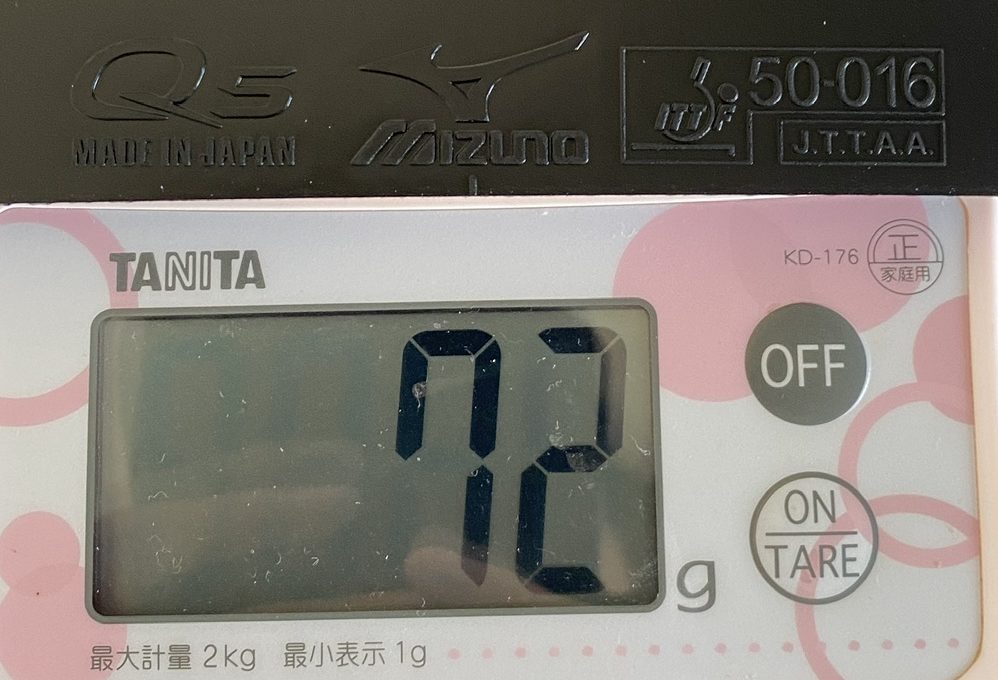 Q5
MADE IN JAPAN
MIZUNO
ITTF
50-016
J.T.T.A.A.
TANITA
KD-176
正
家庭用
72
g
OFF
ON
TARE
最大計量 2kg 最小表示 1g